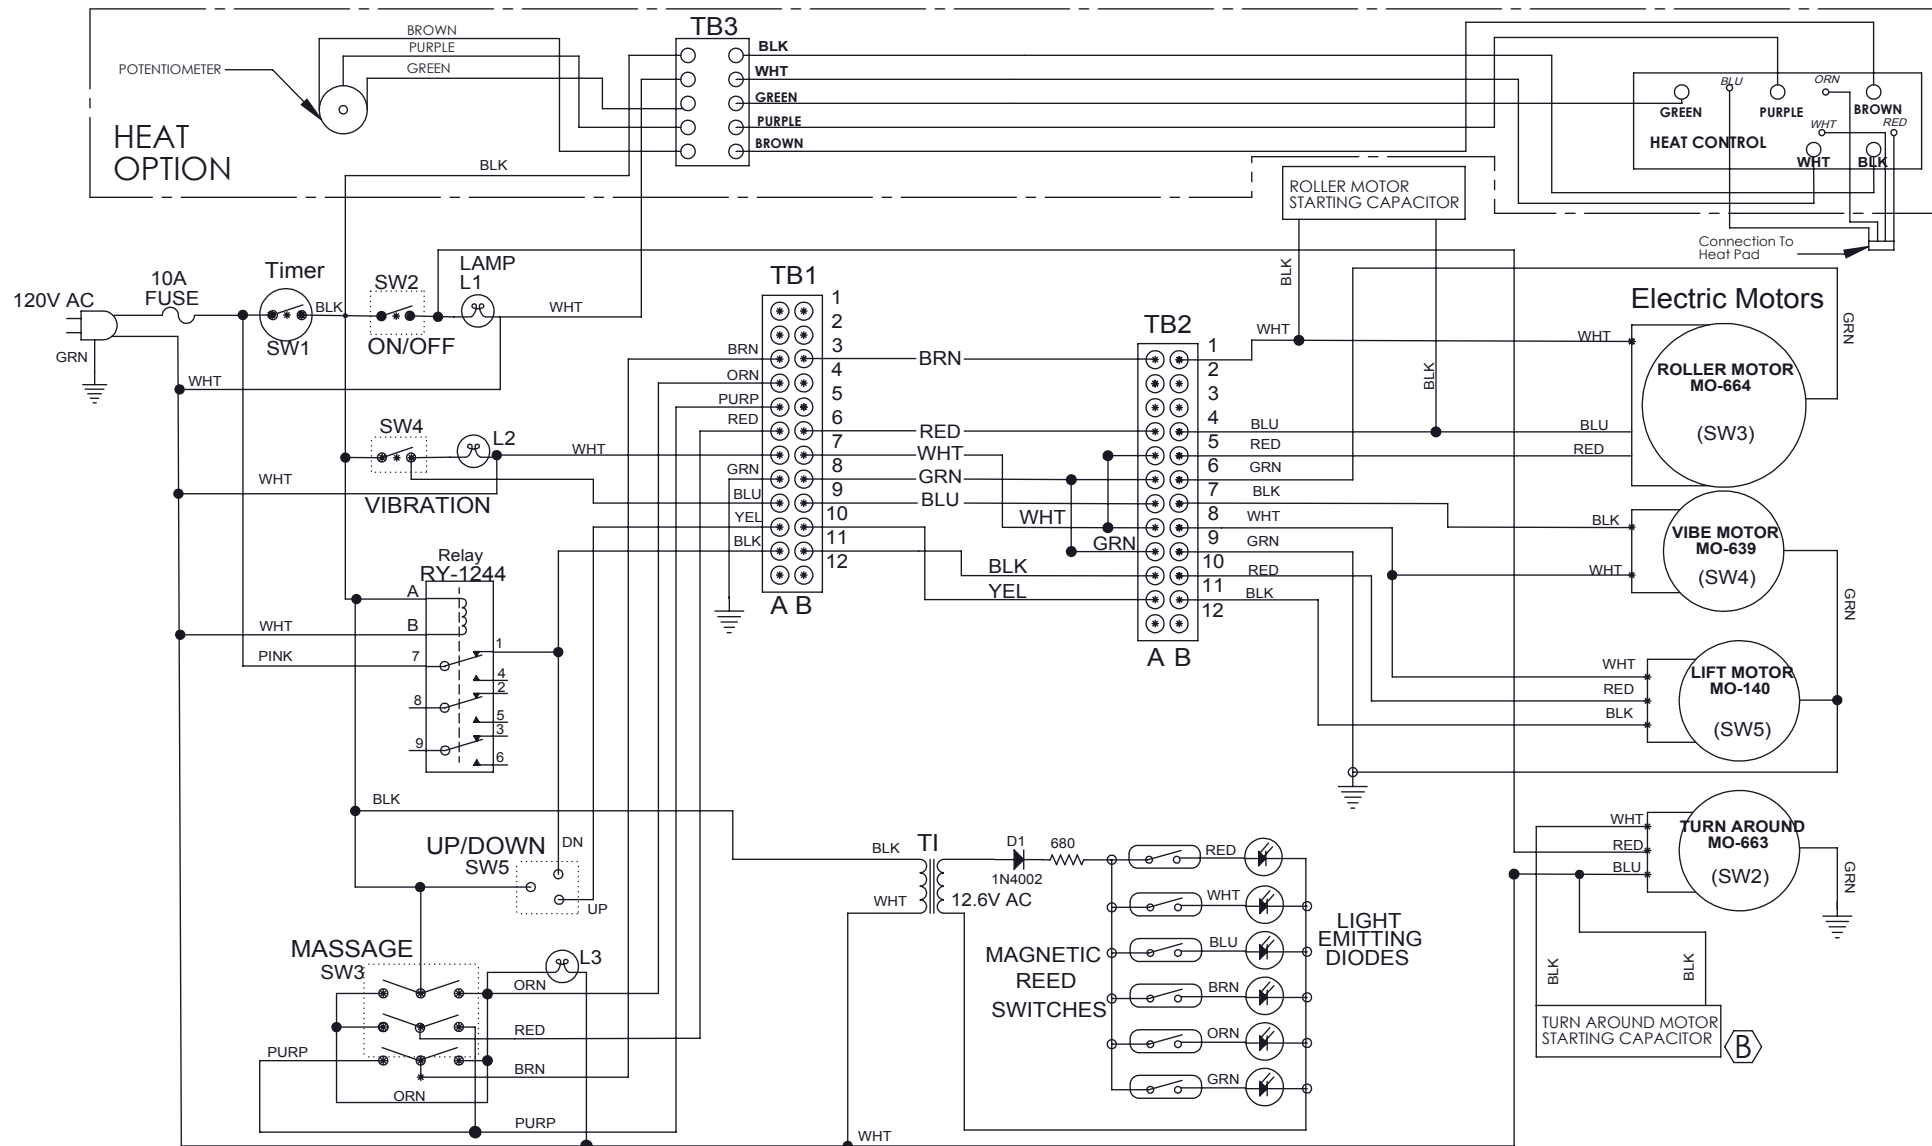 BROWN
PURPLE
GREEN
POTENTIOMETER
HEAT
OPTION
BLK
TB3
BLK
WHT
GREEN
PURPLE
BROWN
BLU
ORN
GREEN
PURPLE
BROWN
WHT
RED
HEAT CONTROL
WHT
BLK
ROLLER MOTOR
STARTING CAPACITOR
Connection To
Heat Pad
120V AC
10A
FUSE
GRN
Timer
SW1
BLK
SW2
ON/OFF
LAMP
L1
WHT
WHT
SW4
L2
WHT
VIBRATION
WHT
Relay
RY-1244
A
B
WHT
PINK
7
8
9
1
4
2
5
3
6
TB1
1
2
3
4
5
6
7
8
9
10
11
12
A B
BRN
ORN
PURP
RED
GRN
BLU
YEL
BLK
BRN
RED
WHT
GRN
BLU
WHT
GRN
BLK
YEL
TB2
1
2
3
4
5
6
7
8
9
10
11
12
A B
BLK
WHT
BLK
BLU
RED
GRN
BLK
WHT
GRN
RED
BLK
Electric Motors
GRN
WHT
ROLLER MOTOR
MO-664
(SW3)
BLU
RED
BLK
WHT
VIBE MOTOR
MO-639
(SW4)
GRN
WHT
RED
BLK
LIFT MOTOR
MO-140
(SW5)
WHT
RED
BLU
TURN AROUND
MO-663
(SW2)
GRN
BLK
BLK
TURN AROUND MOTOR
STARTING CAPACITOR
B
BLK
UP/DOWN
SW5
DN
UP
MASSAGE
SW3
L3
ORN
RED
PURP
BRN
ORN
PURP
BLK
WHT
TI
12.6V AC
D1
1N4002
680
RED
WHT
BLU
BRN
ORN
GRN
MAGNETIC
REED
SWITCHES
LIGHT
EMITTING
DIODES
WHT